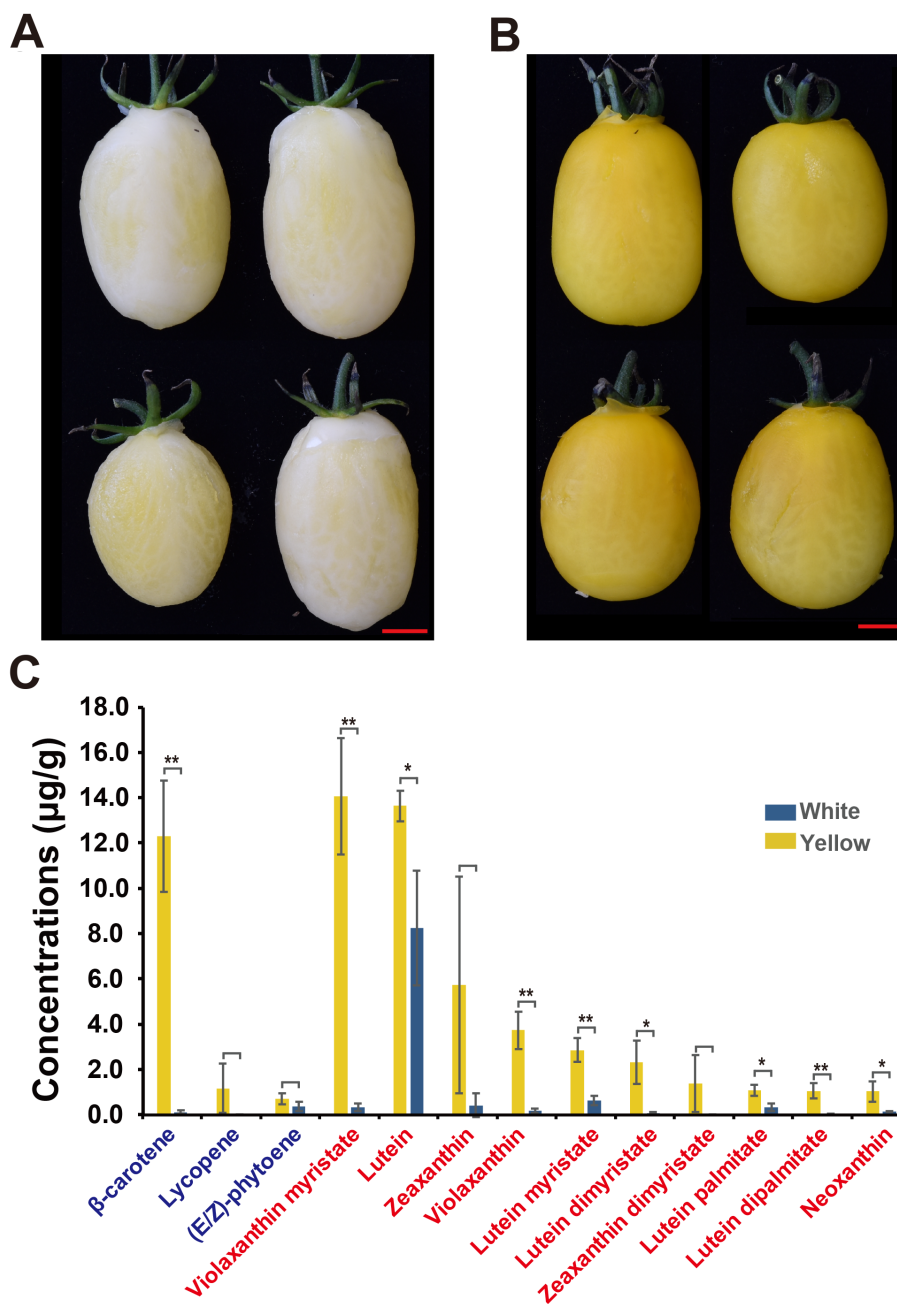 A
B
C
Concentrations (µg/g)
18.0
16.0
14.0
12.0
10.0
8.0
6.0
4.0
2.0
0.0
**
**
*
**
**
*
*
**
*
White
Yellow
β-carotene
Lycopene
(E/Z)-phytoene
Violaxanthin myristate
Lutein
Zeaxanthin
Violaxanthin
Lutein myristate
Lutein dimyristate
Zeaxanthin dimyristate
Lutein palmitate
Lutein dipalmitate
Neoxanthin